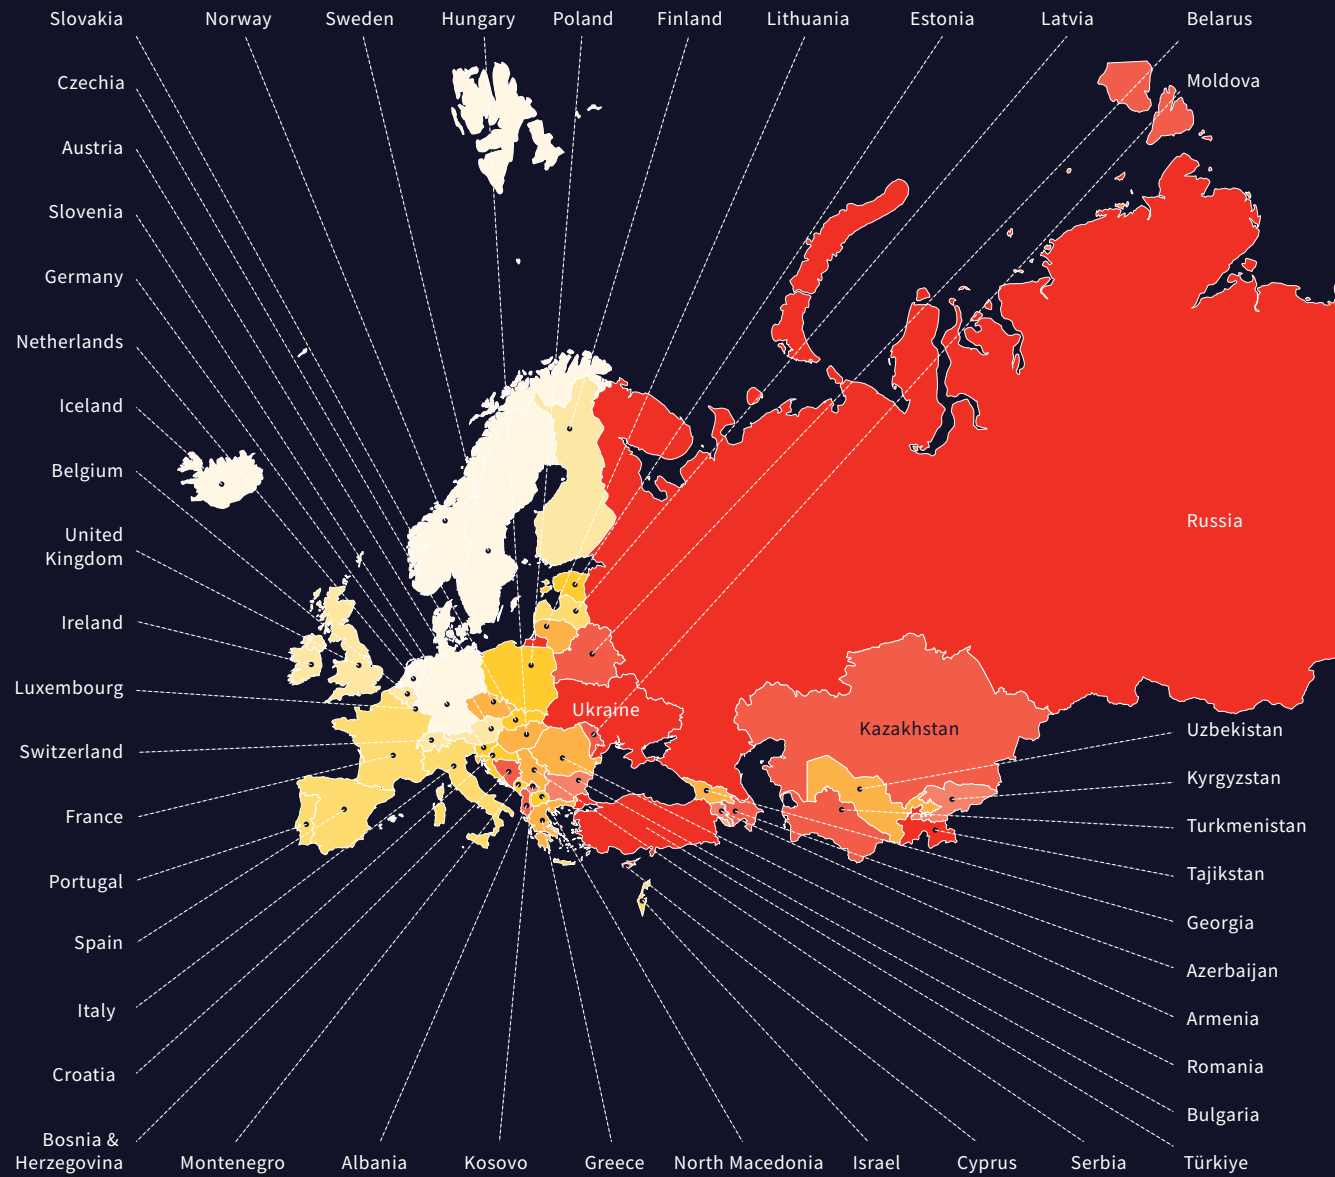 Slovakia
Norway
Sweden
Hungary
Poland
Finland
Lithuania
Estonia
Latvia
Belarus
Czechia
Moldova
Austria
Slovenia
Germany
Netherlands
Iceland
Belgium
United
Kingdom
Russia
Ireland
Luxembourg
Ukraine
Kazakhstan
Uzbekistan
Switzerland
Kyrgyzstan
France
Turkmenistan
Tajikstan
Portugal
Georgia
Spain
Azerbaijan
Italy
Armenia
Croatia
Romania
Bulgaria
Bosnia &
Herzegovina
Montenegro
Albania
Kosovo
Greece
North Macedonia
Israel
Cyprus
Serbia
Türkiye